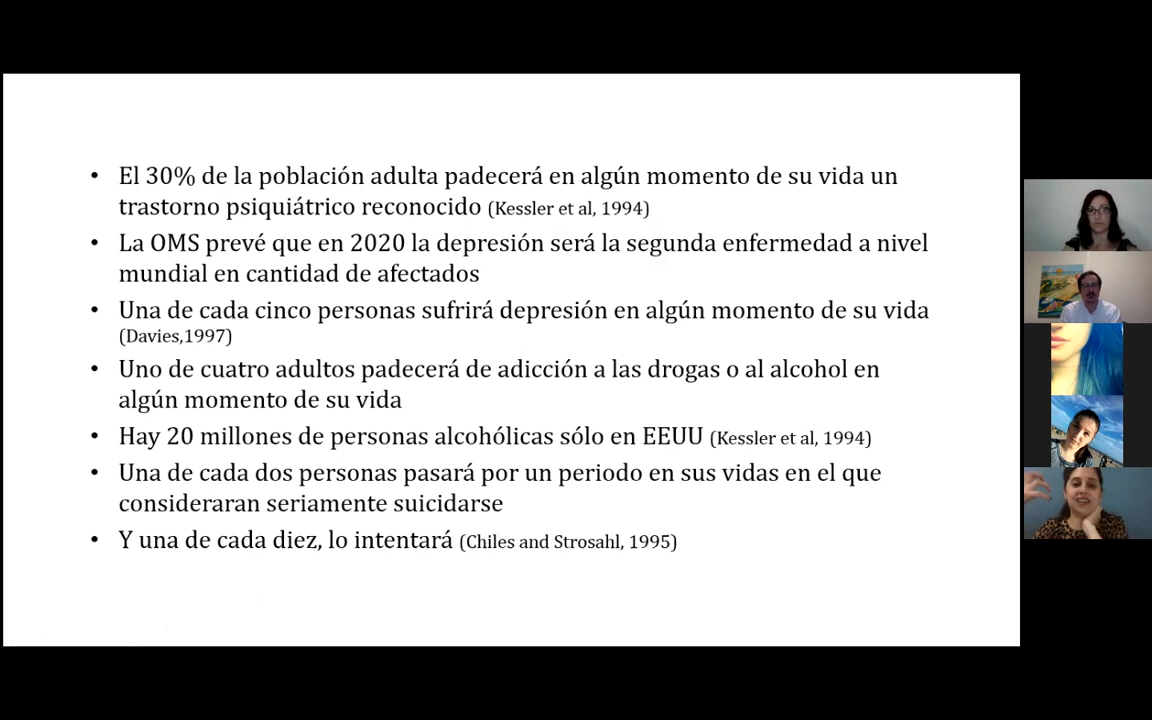 • El 30% de la población adulta padecerá en algún momento de su vida un
trastorno psiquiátrico reconocido (Kessler et al, 1994)
• La OMS prevé que en 2020 la depresión será la segunda enfermedad a nivel
mundial en cantidad de afectados
• Una de cada cinco personas sufrirá depresión en algún momento de su vida
(Davies,1997)
• Uno de cuatro adultos padecerá de adicción a las drogas o al alcohol en
algún momento de su vida
• Hay 20 millones de personas alcohólicas sólo en EEUU (Kessler et al, 1994)
• Una de cada dos personas pasará por un periodo en sus vidas en el que
consideraran seriamente suicidarse
• Y una de cada diez, lo intentará (Chiles and Strosahl, 1995)